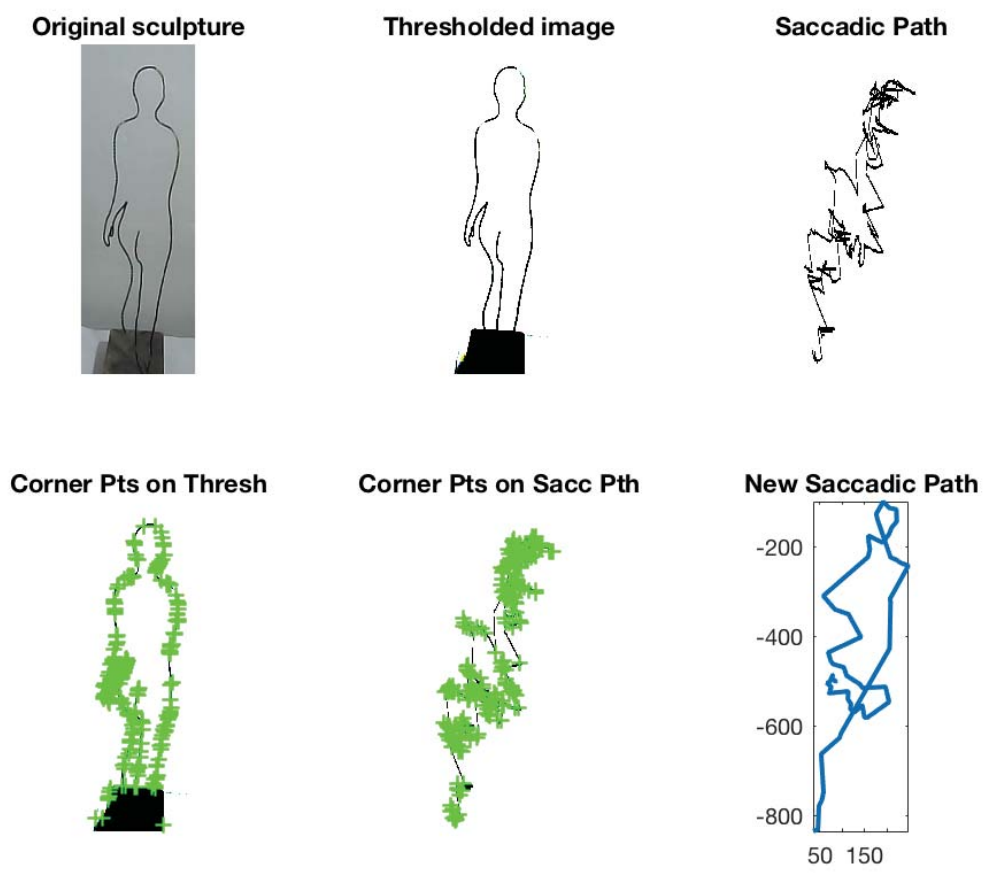 Original sculpture
Thresholded image
Saccadic Path
Corner Pts on Thresh
Corner Pts on Sacc Pth
New Saccadic Path
-200
-400
-600
-800
50 150